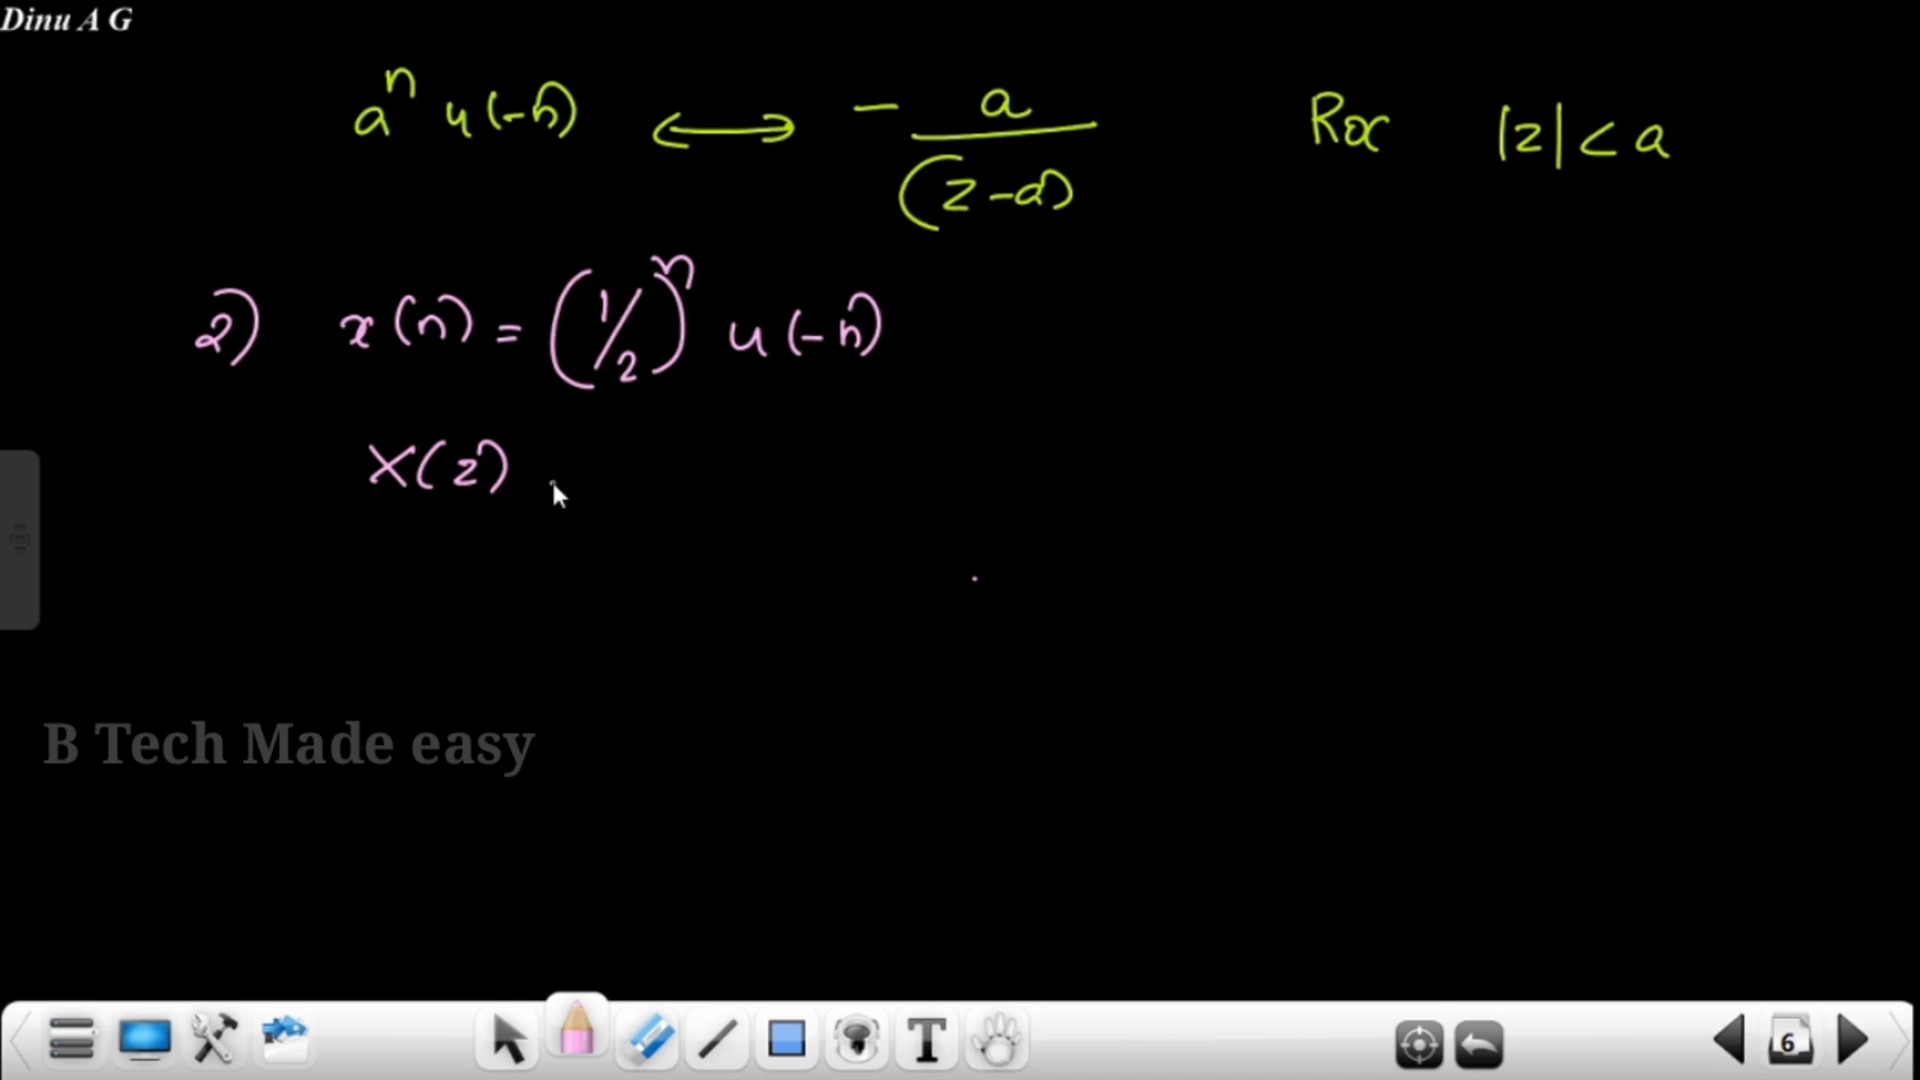 Dinu A G
aⁿ u(-n) ⟷ - a/(z-a) Roc |z| < a
2) x(n) = (1/2)ⁿ u(-n)
X(z)
B Tech Made easy
T
6